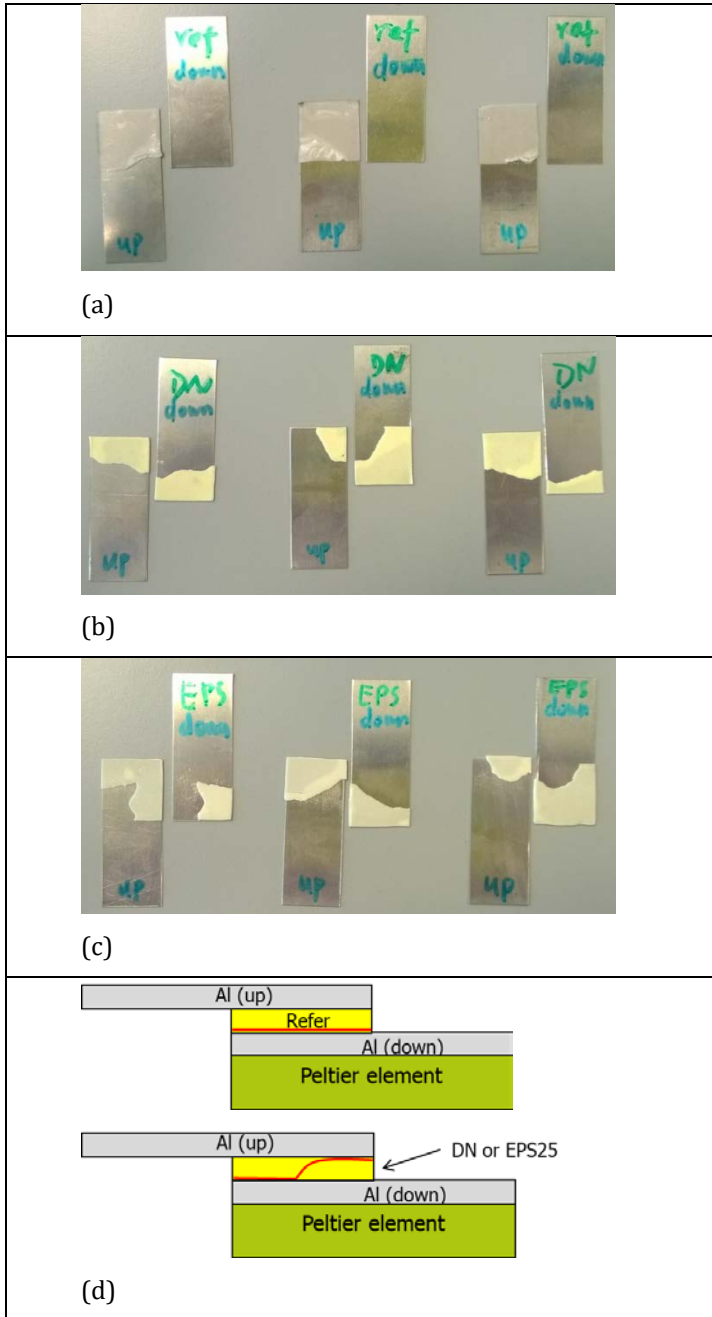 ref ref ref
down down down
up up up
(a)
DN DN DN
down down down
up up up
(b)
EPS EPS EPS
down down down
up up up
(c)
Al (up)
Refer
Al (down)
Peltier element
Al (up)
DN or EPS25
Al (down)
Peltier element
(d)